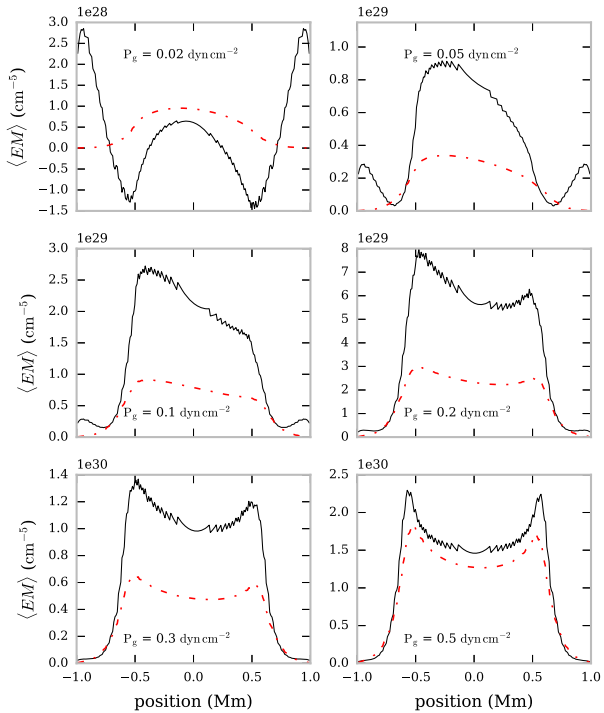 1e28
P_g = 0.02 dyn cm⁻²
⟨EM⟩ (cm⁻⁵)
3.0
2.5
2.0
1.5
1.0
0.5
0.0
−0.5
−1.0
−1.5
1e29
P_g = 0.05 dyn cm⁻²
1.0
0.8
0.6
0.4
0.2
0.0
1e29
⟨EM⟩ (cm⁻⁵)
3.0
2.5
2.0
1.5
1.0
0.5
0.0
P_g = 0.1 dyn cm⁻²
1e29
8
7
6
5
4
3
2
1
0
P_g = 0.2 dyn cm⁻²
1e30
⟨EM⟩ (cm⁻⁵)
1.4
1.2
1.0
0.8
0.6
0.4
0.2
0.0
P_g = 0.3 dyn cm⁻²
−1.0 −0.5 0.0 0.5 1.0
position (Mm)
1e30
2.5
2.0
1.5
1.0
0.5
0.0
P_g = 0.5 dyn cm⁻²
−1.0 −0.5 0.0 0.5 1.0
position (Mm)